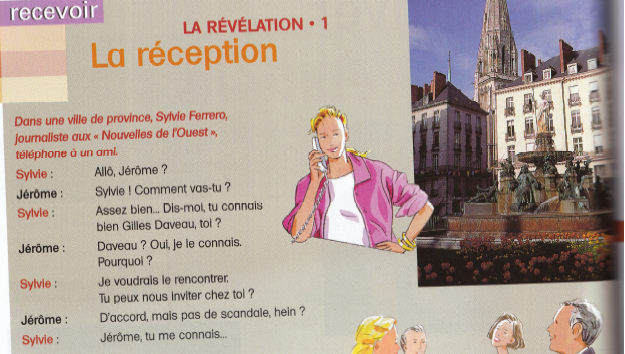 recevoir
LA RÉVÉLATION • 1
La réception
Dans une ville de province, Sylvie Ferrero,
journaliste aux « Nouvelles de l'Ouest »,
téléphone à un ami.
Sylvie : Allô, Jérôme ?
Jérôme : Sylvie ! Comment vas-tu ?
Sylvie : Assez bien... Dis-moi, tu connais
bien Gilles Daveau, toi ?
Jérôme : Daveau ? Oui, je le connais.
Pourquoi ?
Sylvie : Je voudrais le rencontrer.
Tu peux nous inviter chez toi ?
Jérôme : D'accord, mais pas de scandale, hein ?
Sylvie : Jérôme, tu me connais...